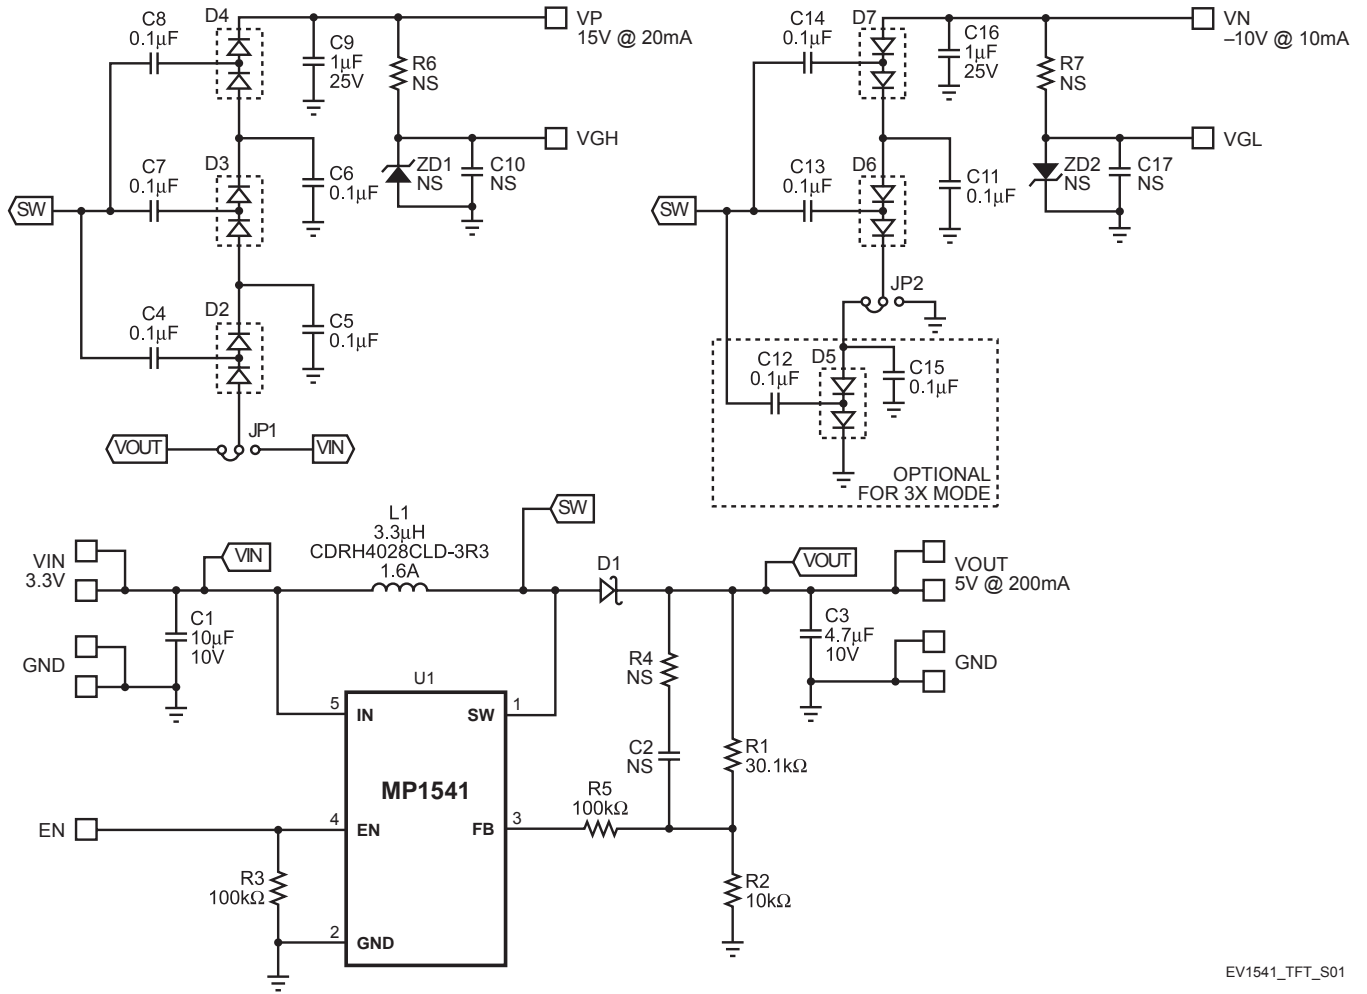 C8
0.1μF
D4
VP
15V @ 20mA
C9
1μF
25V
R6
NS
VGH
ZD1
NS
C10
NS
C7
0.1μF
D3
C6
0.1μF
SW
C4
0.1μF
D2
C5
0.1μF
VOUT
JP1
VIN
C14
0.1μF
D7
VN
–10V @ 10mA
C16
1μF
25V
R7
NS
VGL
ZD2
NS
C17
NS
C13
0.1μF
D6
C11
0.1μF
SW
JP2
C12
0.1μF
D5
C15
0.1μF
OPTIONAL
FOR 3X MODE
VIN
3.3V
VIN
L1
3.3μH
CDRH4028CLD-3R3
1.6A
SW
D1
VOUT
VOUT
5V @ 200mA
C1
10μF
10V
GND
C3
4.7μF
10V
GND
R4
NS
C2
NS
R1
30.1kΩ
R5
100kΩ
R2
10kΩ
U1
5
IN
SW
1
MP1541
EN
4
EN
FB
3
R3
100kΩ
2
GND
EV1541_TFT_S01